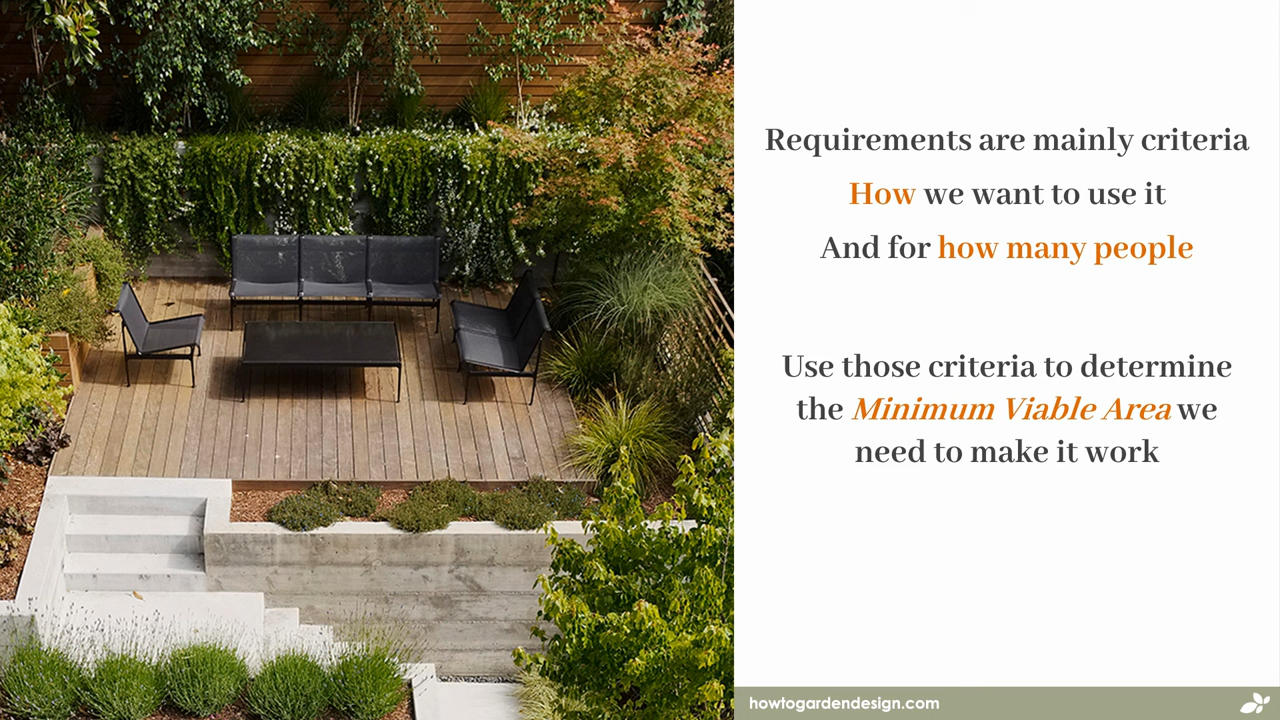 Requirements are mainly criteria
How we want to use it
And for how many people
Use those criteria to determine
the Minimum Viable Area we
need to make it work
howtogardendesign.com